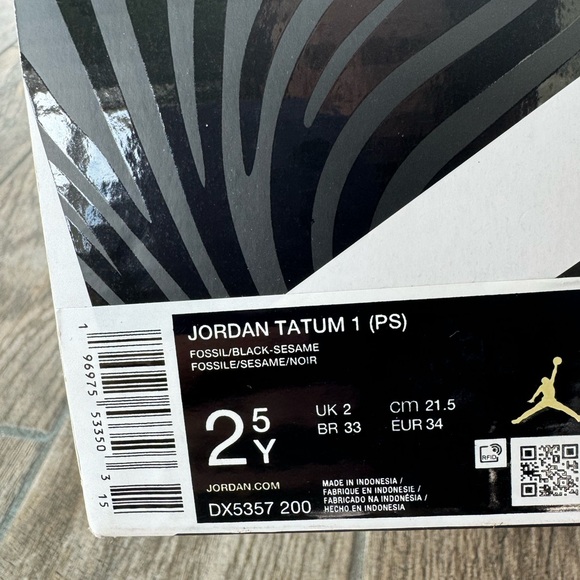 JORDAN TATUM 1 (PS)
FOSSIL/BLACK-SESAME
FOSSILE/SESAME/NOIR
2 5Y
UK 2 cm 21.5
BR 33 EUR 34
RFID
JORDAN.COM
DX5357 200
MADE IN INDONESIA /
FABRIQUE EN INDONESIE /
FABRICADO NA INDONÉSIA /
HECHO EN INDONESIA
1 96975 53350 3 15